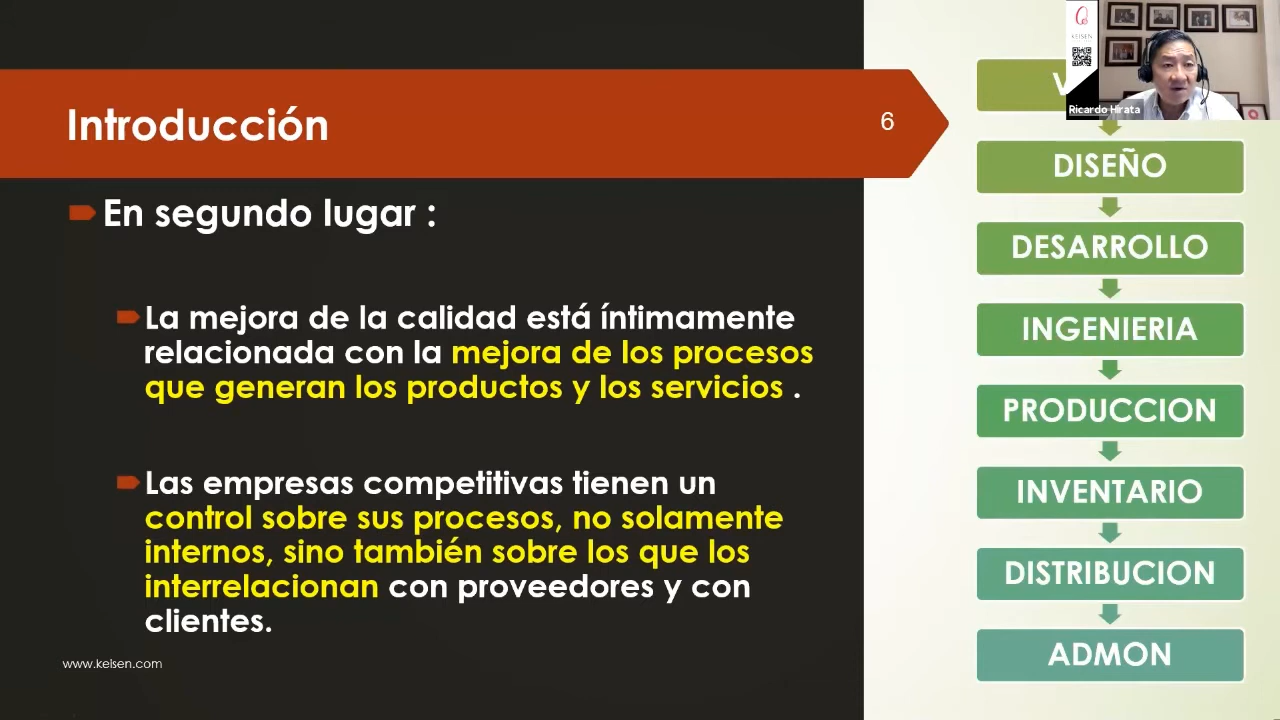 Introducción
6
En segundo lugar :
La mejora de la calidad está íntimamente
relacionada con la mejora de los procesos
que generan los productos y los servicios .
Las empresas competitivas tienen un
control sobre sus procesos, no solamente
internos, sino también sobre los que los
interrelacionan con proveedores y con
clientes.
www.kelsen.com
KELSEN
Ricardo Hirata
DISEÑO
DESARROLLO
INGENIERIA
PRODUCCION
INVENTARIO
DISTRIBUCION
ADMON